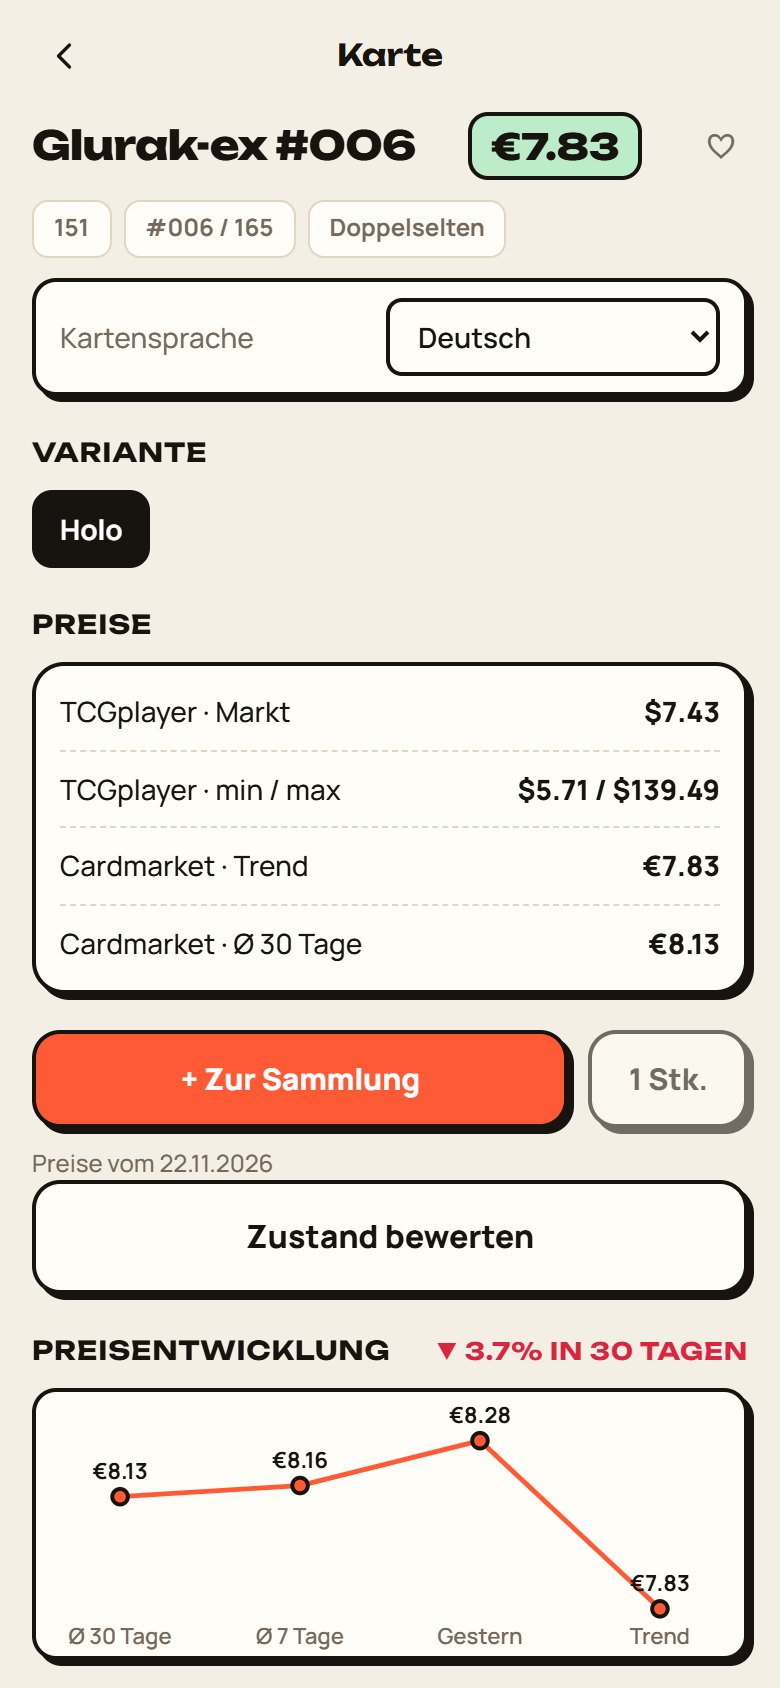 Karte
Glurak-ex #006 €7.83
151 #006 / 165 Doppelselten
Kartensprache Deutsch
VARIANTE
Holo
PREISE
TCGplayer · Markt $7.43
TCGplayer · min / max $5.71 / $139.49
Cardmarket · Trend €7.83
Cardmarket · Ø 30 Tage €8.13
+ Zur Sammlung 1 Stk.
Preise vom 22.11.2026
Zustand bewerten
PREISENTWICKLUNG ▼ 3.7% IN 30 TAGEN
€8.13 €8.16 €8.28 €7.83
Ø 30 Tage Ø 7 Tage Gestern Trend